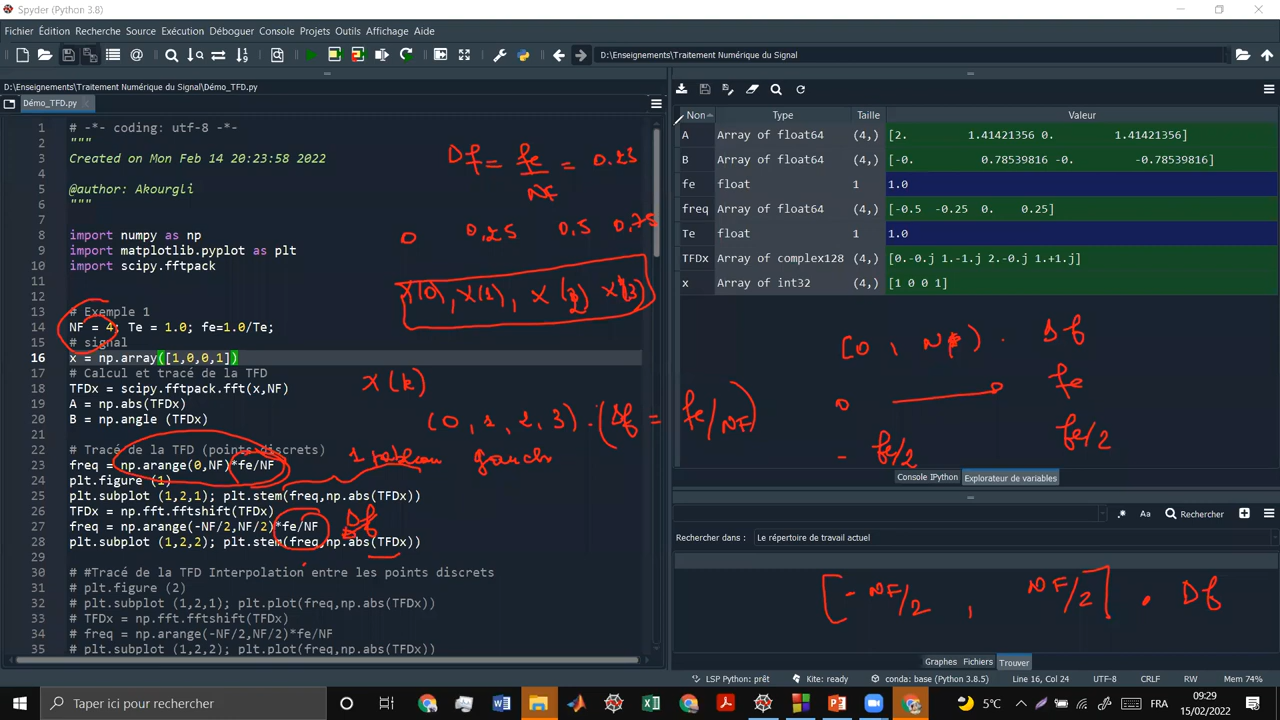 Spyder (Python 3.8)
Fichier Édition Recherche Source Exécution Déboguer Console Projets Outils Affichage Aide
D:\Enseignements\Traitement Numérique du Signal
D:\Enseignements\Traitement Numérique du Signal\Démo_TFD.py
Démo_TFD.py
1 # -*- coding: utf-8 -*-
2 """
3 Created on Mon Feb 14 20:23:58 2022
4
5 @author: Akourgli
6 """
7
8 import numpy as np
9 import matplotlib.pyplot as plt
10 import scipy.fftpack
11
12
13 # Exemple 1
14 NF = 4; Te = 1.0; fe=1.0/Te;
15 # signal
16 x = np.array([1,0,0,1])
17 # Calcul et tracé de la TFD
18 TFDx = scipy.fftpack.fft(x,NF)
19 A = np.abs(TFDx)
20 B = np.angle (TFDx)
21
22 # Tracé de la TFD (points discrets)
23 freq = np.arange(0,NF)*fe/NF
24 plt.figure (1)
25 plt.subplot (1,2,1); plt.stem(freq,np.abs(TFDx))
26 TFDx = np.fft.fftshift(TFDx)
27 freq = np.arange(-NF/2,NF/2)*fe/NF
28 plt.subplot (1,2,2); plt.stem(freq,np.abs(TFDx))
29
30 # #Tracé de la TFD Interpolation entre les points discrets
31 # plt.figure (2)
32 # plt.subplot (1,2,1); plt.plot(freq,np.abs(TFDx))
33 # TFDx = np.fft.fftshift(TFDx)
34 # freq = np.arange(-NF/2,NF/2)*fe/NF
35 # plt.subplot (1,2,2); plt.plot(freq,np.abs(TFDx))
Df = fe/NF = 0.25
0 0,25 0.5 0,75
X(0), X(1), X(2) X(3)
X(k)
(0, 1, 2, 3) . (Df = fe/NF)
1 tableau gauche
Df
Non Type Taille Valeur
A Array of float64 (4,) [2. 1.41421356 0. 1.41421356]
B Array of float64 (4,) [-0. 0.78539816 -0. -0.78539816]
fe float 1 1.0
freq Array of float64 (4,) [-0.5 -0.25 0. 0.25]
Te float 1 1.0
TFDx Array of complex128 (4,) [0.-0.j 1.-1.j 2.-0.j 1.+1.j]
x Array of int32 (4,) [1 0 0 1]
[0, NF) . Df
0 fe
- fe/2 fe/2
Console IPython Explorateur de variables
.* Aa Rechercher
Rechercher dans : Le répertoire de travail actuel
[- NF/2 , NF/2] . Df
Graphes Fichiers Trouver
LSP Python: prêt Kite: ready conda: base (Python 3.8.5) Line 16, Col 24 UTF-8 CRLF RW Mem 74%
Taper ici pour rechercher
5°C
FRA
09:29
15/02/2022